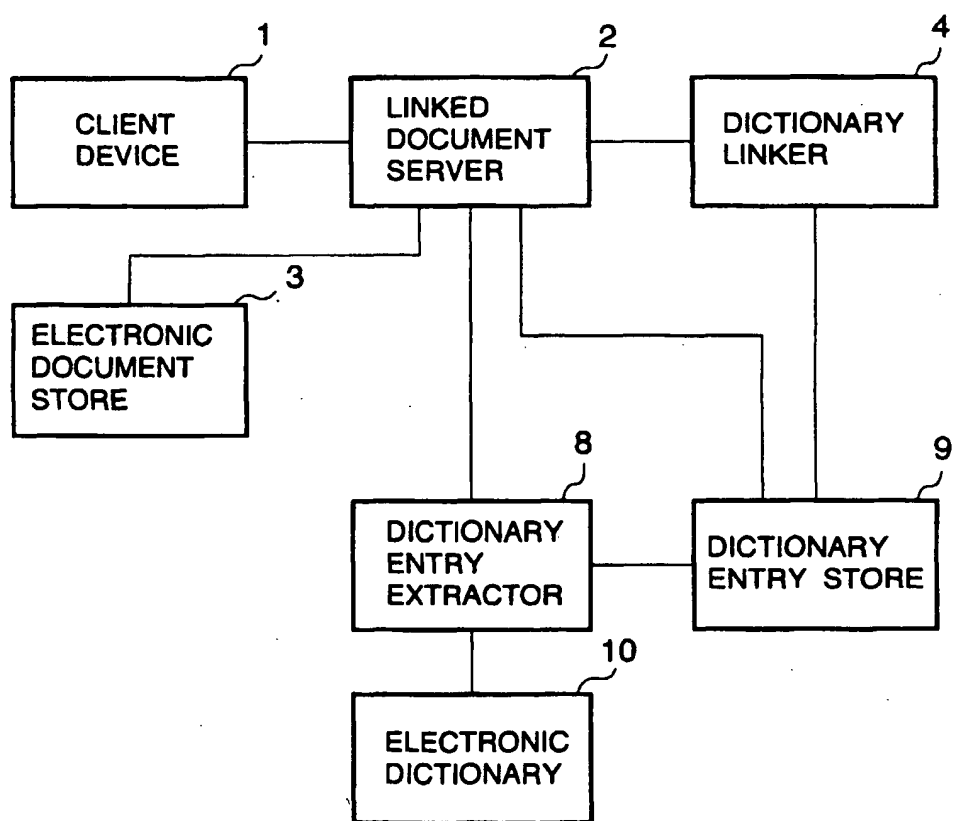 1
2
4
CLIENT
DEVICE
LINKED
DOCUMENT
SERVER
DICTIONARY
LINKER
3
ELECTRONIC
DOCUMENT
STORE
8
9
DICTIONARY
ENTRY
EXTRACTOR
DICTIONARY
ENTRY STORE
10
ELECTRONIC
DICTIONARY